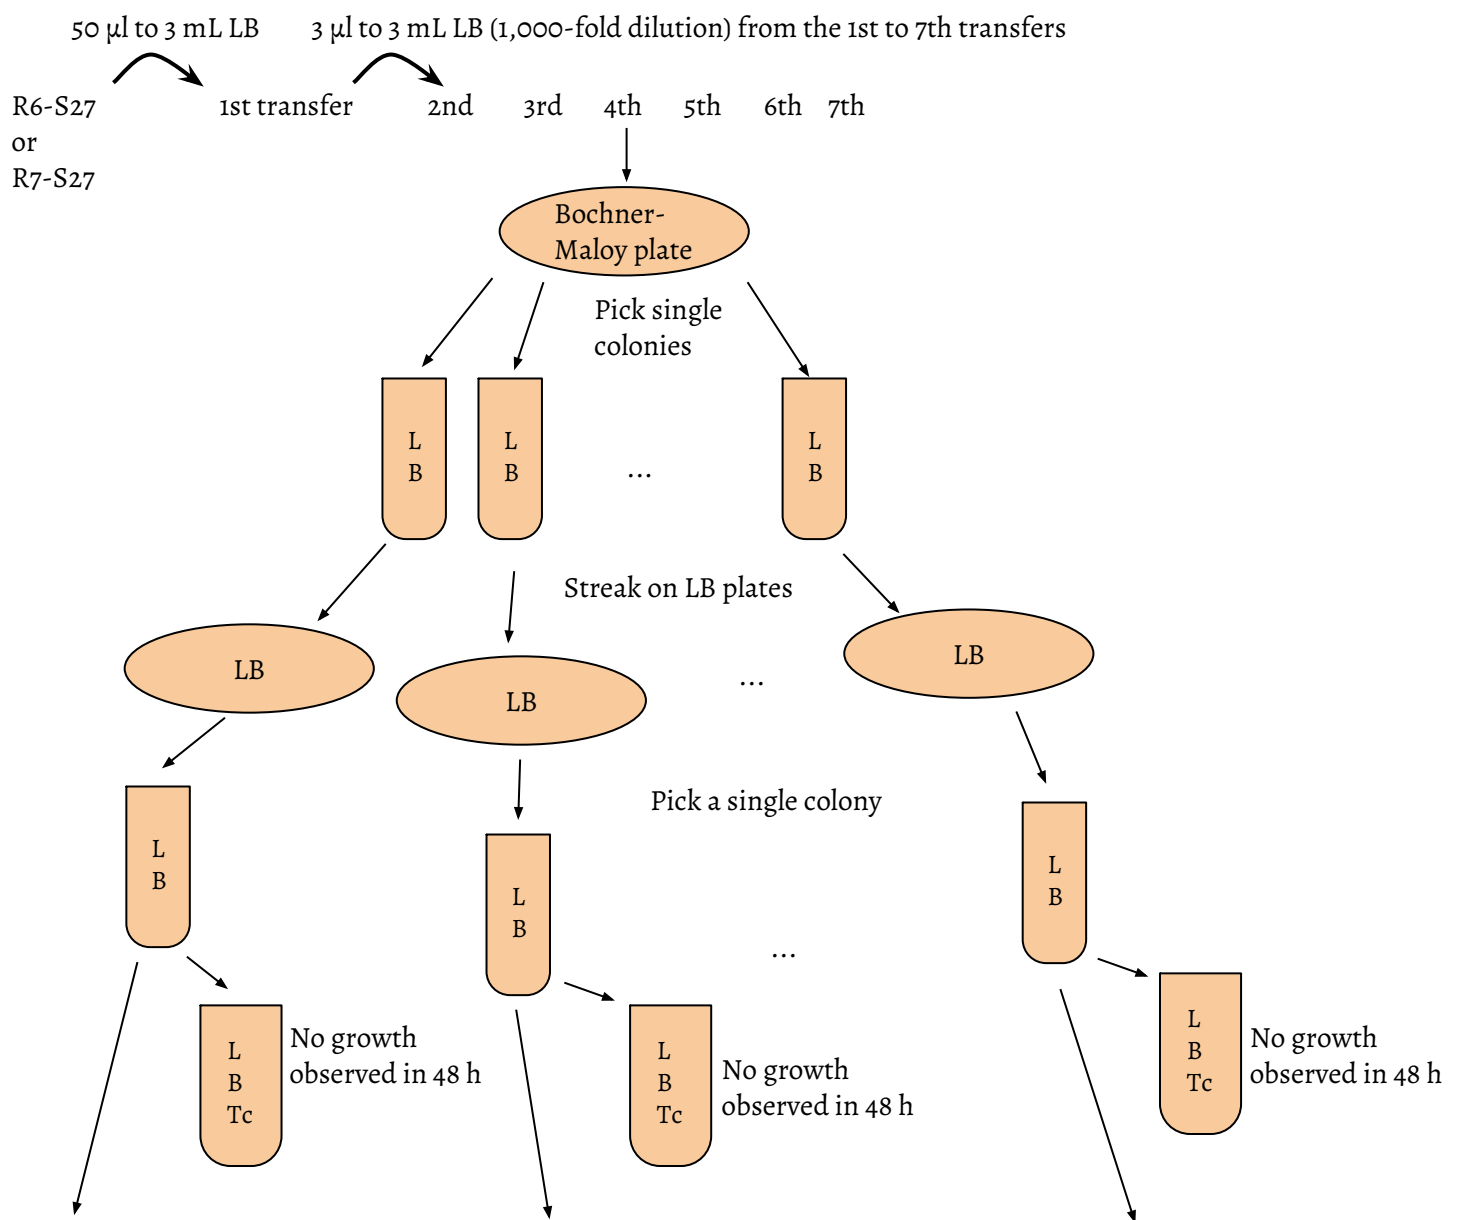 50 µl to 3 mL LB
3 µl to 3 mL LB (1,000-fold dilution) from the 1st to 7th transfers
R6-S27
or
R7-S27
1st transfer
2nd
3rd
4th
5th
6th
7th
Bochner-
Maloy plate
Pick single
colonies
L
B
L
B
...
L
B
Streak on LB plates
LB
LB
...
LB
Pick a single colony
L
B
L
B
...
L
B
L
B
Tc
No growth
observed in 48 h
L
B
Tc
No growth
observed in 48 h
L
B
Tc
No growth
observed in 48 h